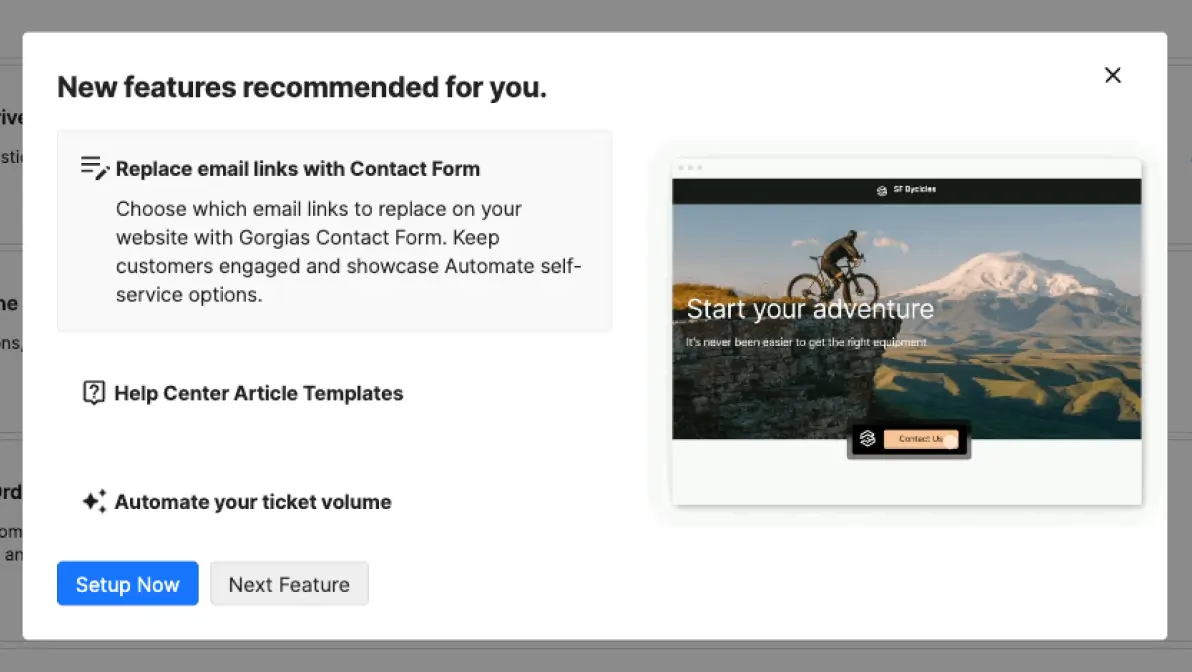 New features recommended for you.
Replace email links with Contact Form
Choose which email links to replace on your
website with Gorgias Contact Form. Keep
customers engaged and showcase Automate self-
service options.
Help Center Article Templates
Automate your ticket volume
Setup Now
Next Feature
SF Bycicles
Start your adventure
It's never been easier to get the right equipment
Contact Us